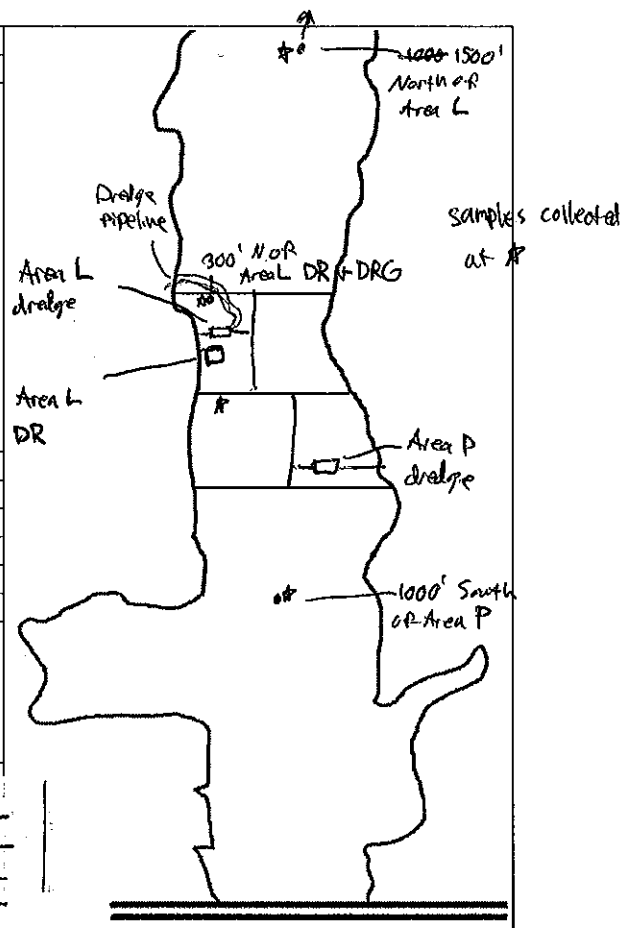 1000 1500'
North of
Area L
Dredge
Pipeline
samples collected
at ☆
300' N. of
Area L DR + DRG
Area L
dredge
Area L
DR
Area P
dredge
1000' South
of Area P